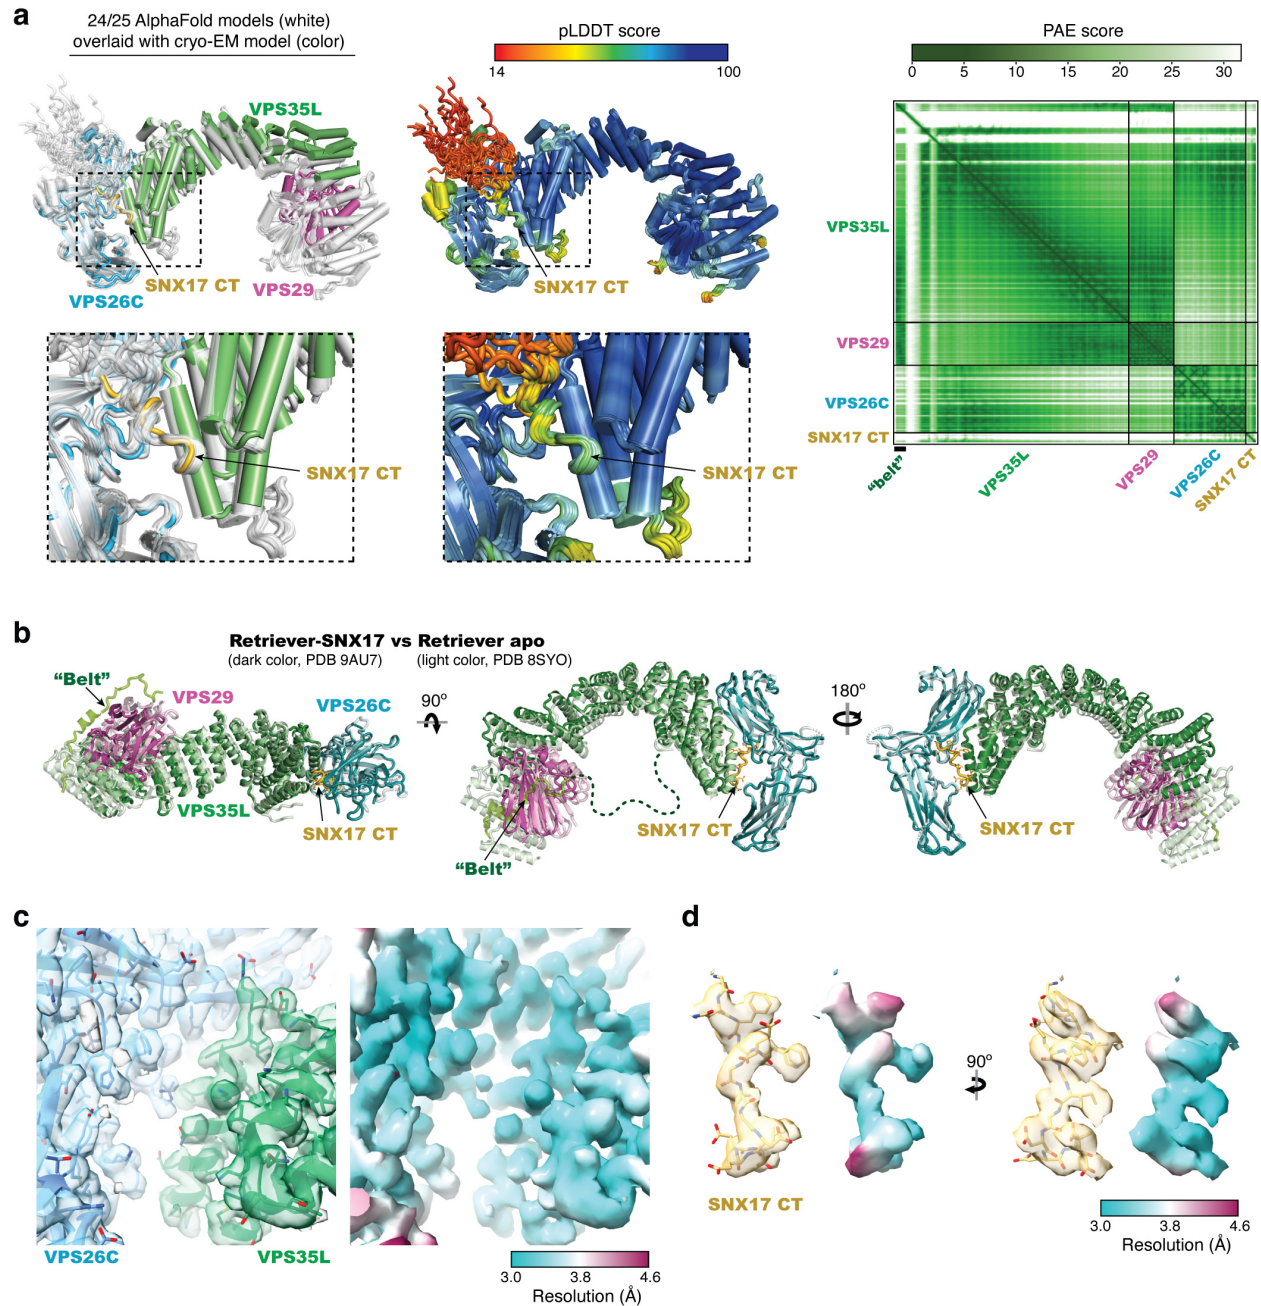 a
24/25 AlphaFold models (white)
overlaid with cryo-EM model (color)
VPS35L
SNX17 CT
VPS29
VPS26C
SNX17 CT
pLDDT score
14
100
SNX17 CT
SNX17 CT
PAE score
0 5 10 15 20 25 30
VPS35L
VPS29
VPS26C
SNX17 CT
“belt”
VPS35L
VPS29
VPS26C
SNX17 CT
b
Retriever-SNX17 vs Retriever apo
(dark color, PDB 9AU7) (light color, PDB 8SYO)
“Belt”
VPS29
VPS26C
VPS35L
SNX17 CT
90º
SNX17 CT
“Belt”
180º
SNX17 CT
c
VPS26C
VPS35L
3.0 3.8 4.6
Resolution (Å)
d
SNX17 CT
90º
3.0 3.8 4.6
Resolution (Å)